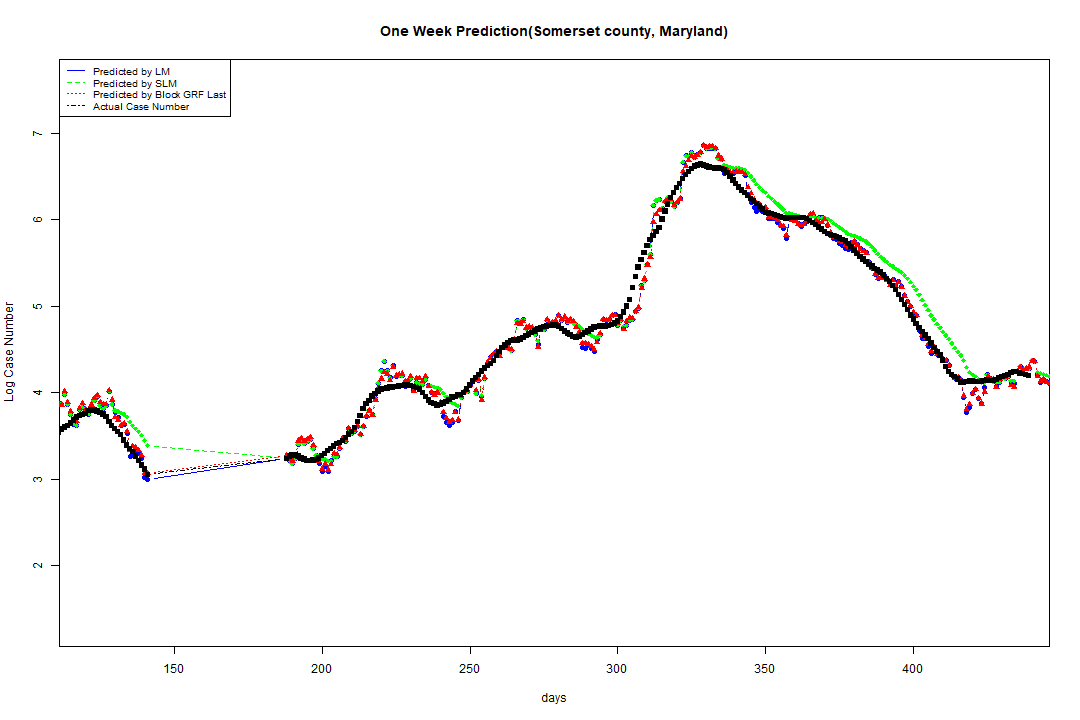 One Week Prediction(Somerset county, Maryland)
Predicted by LM
Predicted by SLM
Predicted by Block GRF Last
Actual Case Number
7
6
5
4
3
2
Log Case Number
150 200 250 300 350 400
days